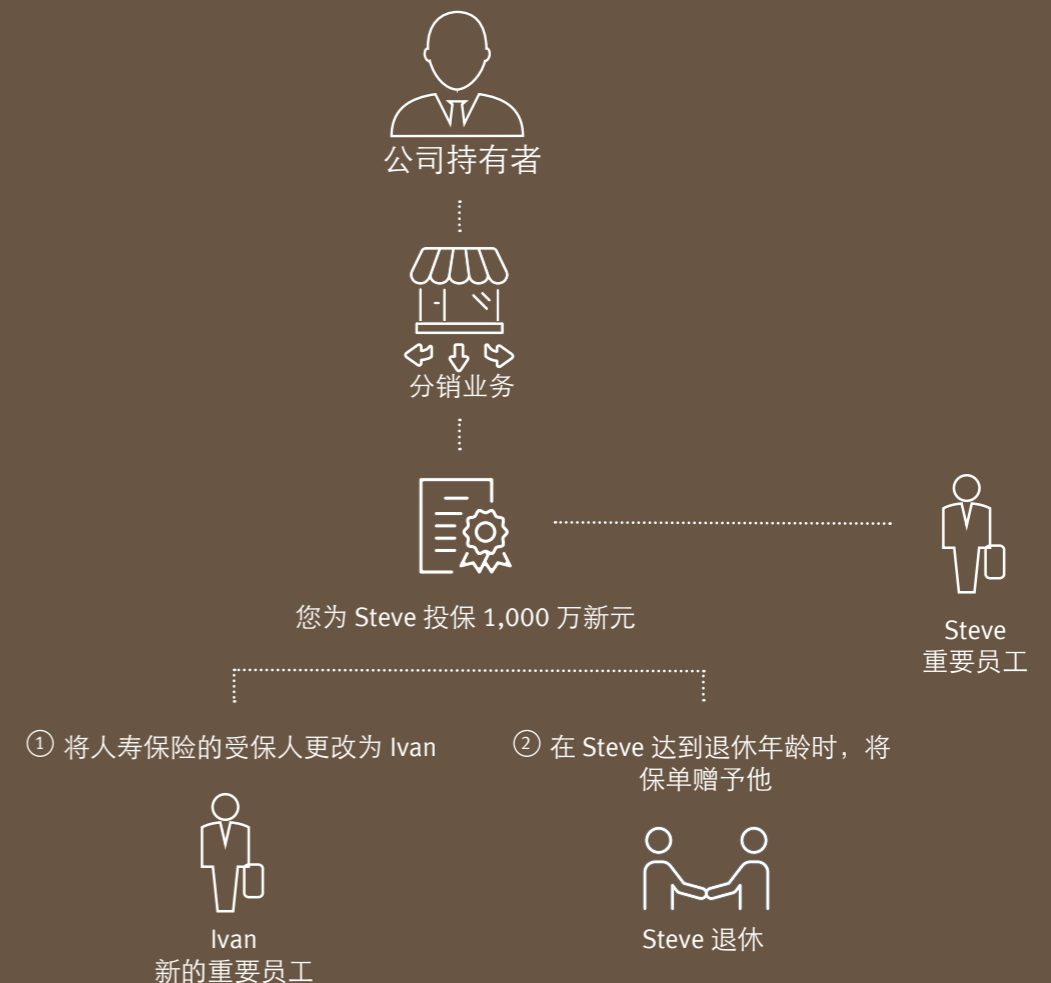 公司持有者
分销业务
您为 Steve 投保 1,000 万新元
Steve
重要员工
① 将人寿保险的受保人更改为 Ivan
② 在 Steve 达到退休年龄时，将
保单赠予他
Ivan
新的重要员工
Steve 退休